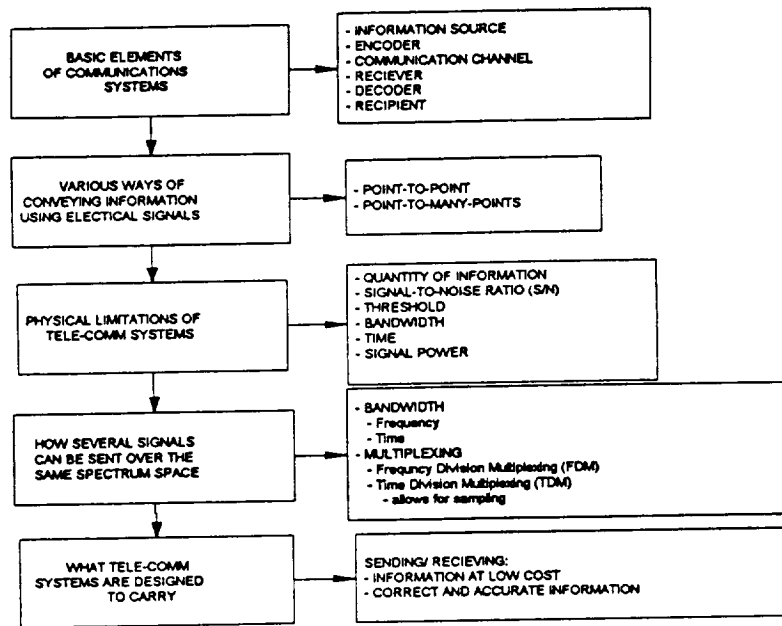 BASIC ELEMENTS
OF COMMUNICATIONS
SYSTEMS
- INFORMATION SOURCE
- ENCODER
- COMMUNICATION CHANNEL
- RECIEVER
- DECODER
- RECIPIENT
VARIOUS WAYS OF
CONVEYING INFORMATION
USING ELECTICAL SIGNALS
- POINT-TO-POINT
- POINT-TO-MANY-POINTS
PHYSICAL LIMITATIONS OF
TELE-COMM SYSTEMS
- QUANTITY OF INFORMATION
- SIGNAL-TO-NOISE RATIO (S/N)
- THRESHOLD
- BANDWIDTH
- TIME
- SIGNAL POWER
HOW SEVERAL SIGNALS
CAN BE SENT OVER THE
SAME SPECTRUM SPACE
- BANDWIDTH
- Frequency
- Time
- MULTIPLEXING
- Frequncy Division Multiplexing (FDM)
- Time Division Multiplexing (TDM)
- allows for sampling
WHAT TELE-COMM
SYSTEMS ARE DESIGNED
TO CARRY
SENDING/ RECIEVING:
- INFORMATION AT LOW COST
- CORRECT AND ACCURATE INFORMATION